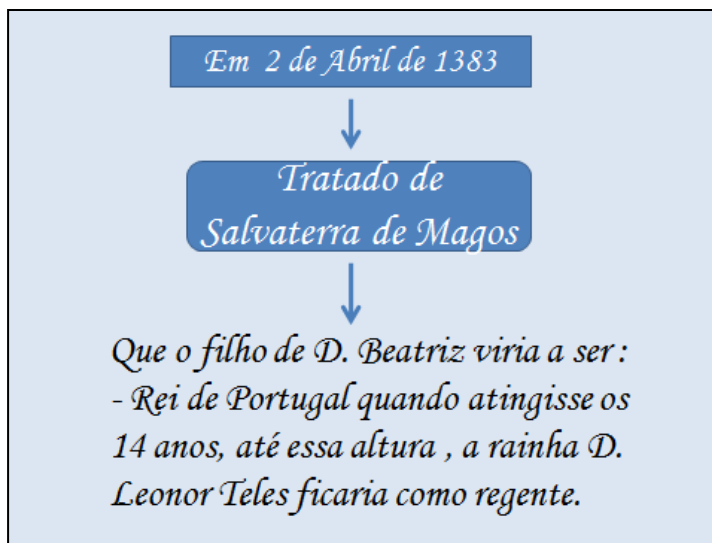 Em 2 de Abril de 1383
Tratado de
Salvaterra de Magos
Que o filho de D. Beatriz viria a ser :
- Rei de Portugal quando atingisse os
14 anos, até essa altura , a rainha D.
Leonor Teles ficaria como regente.